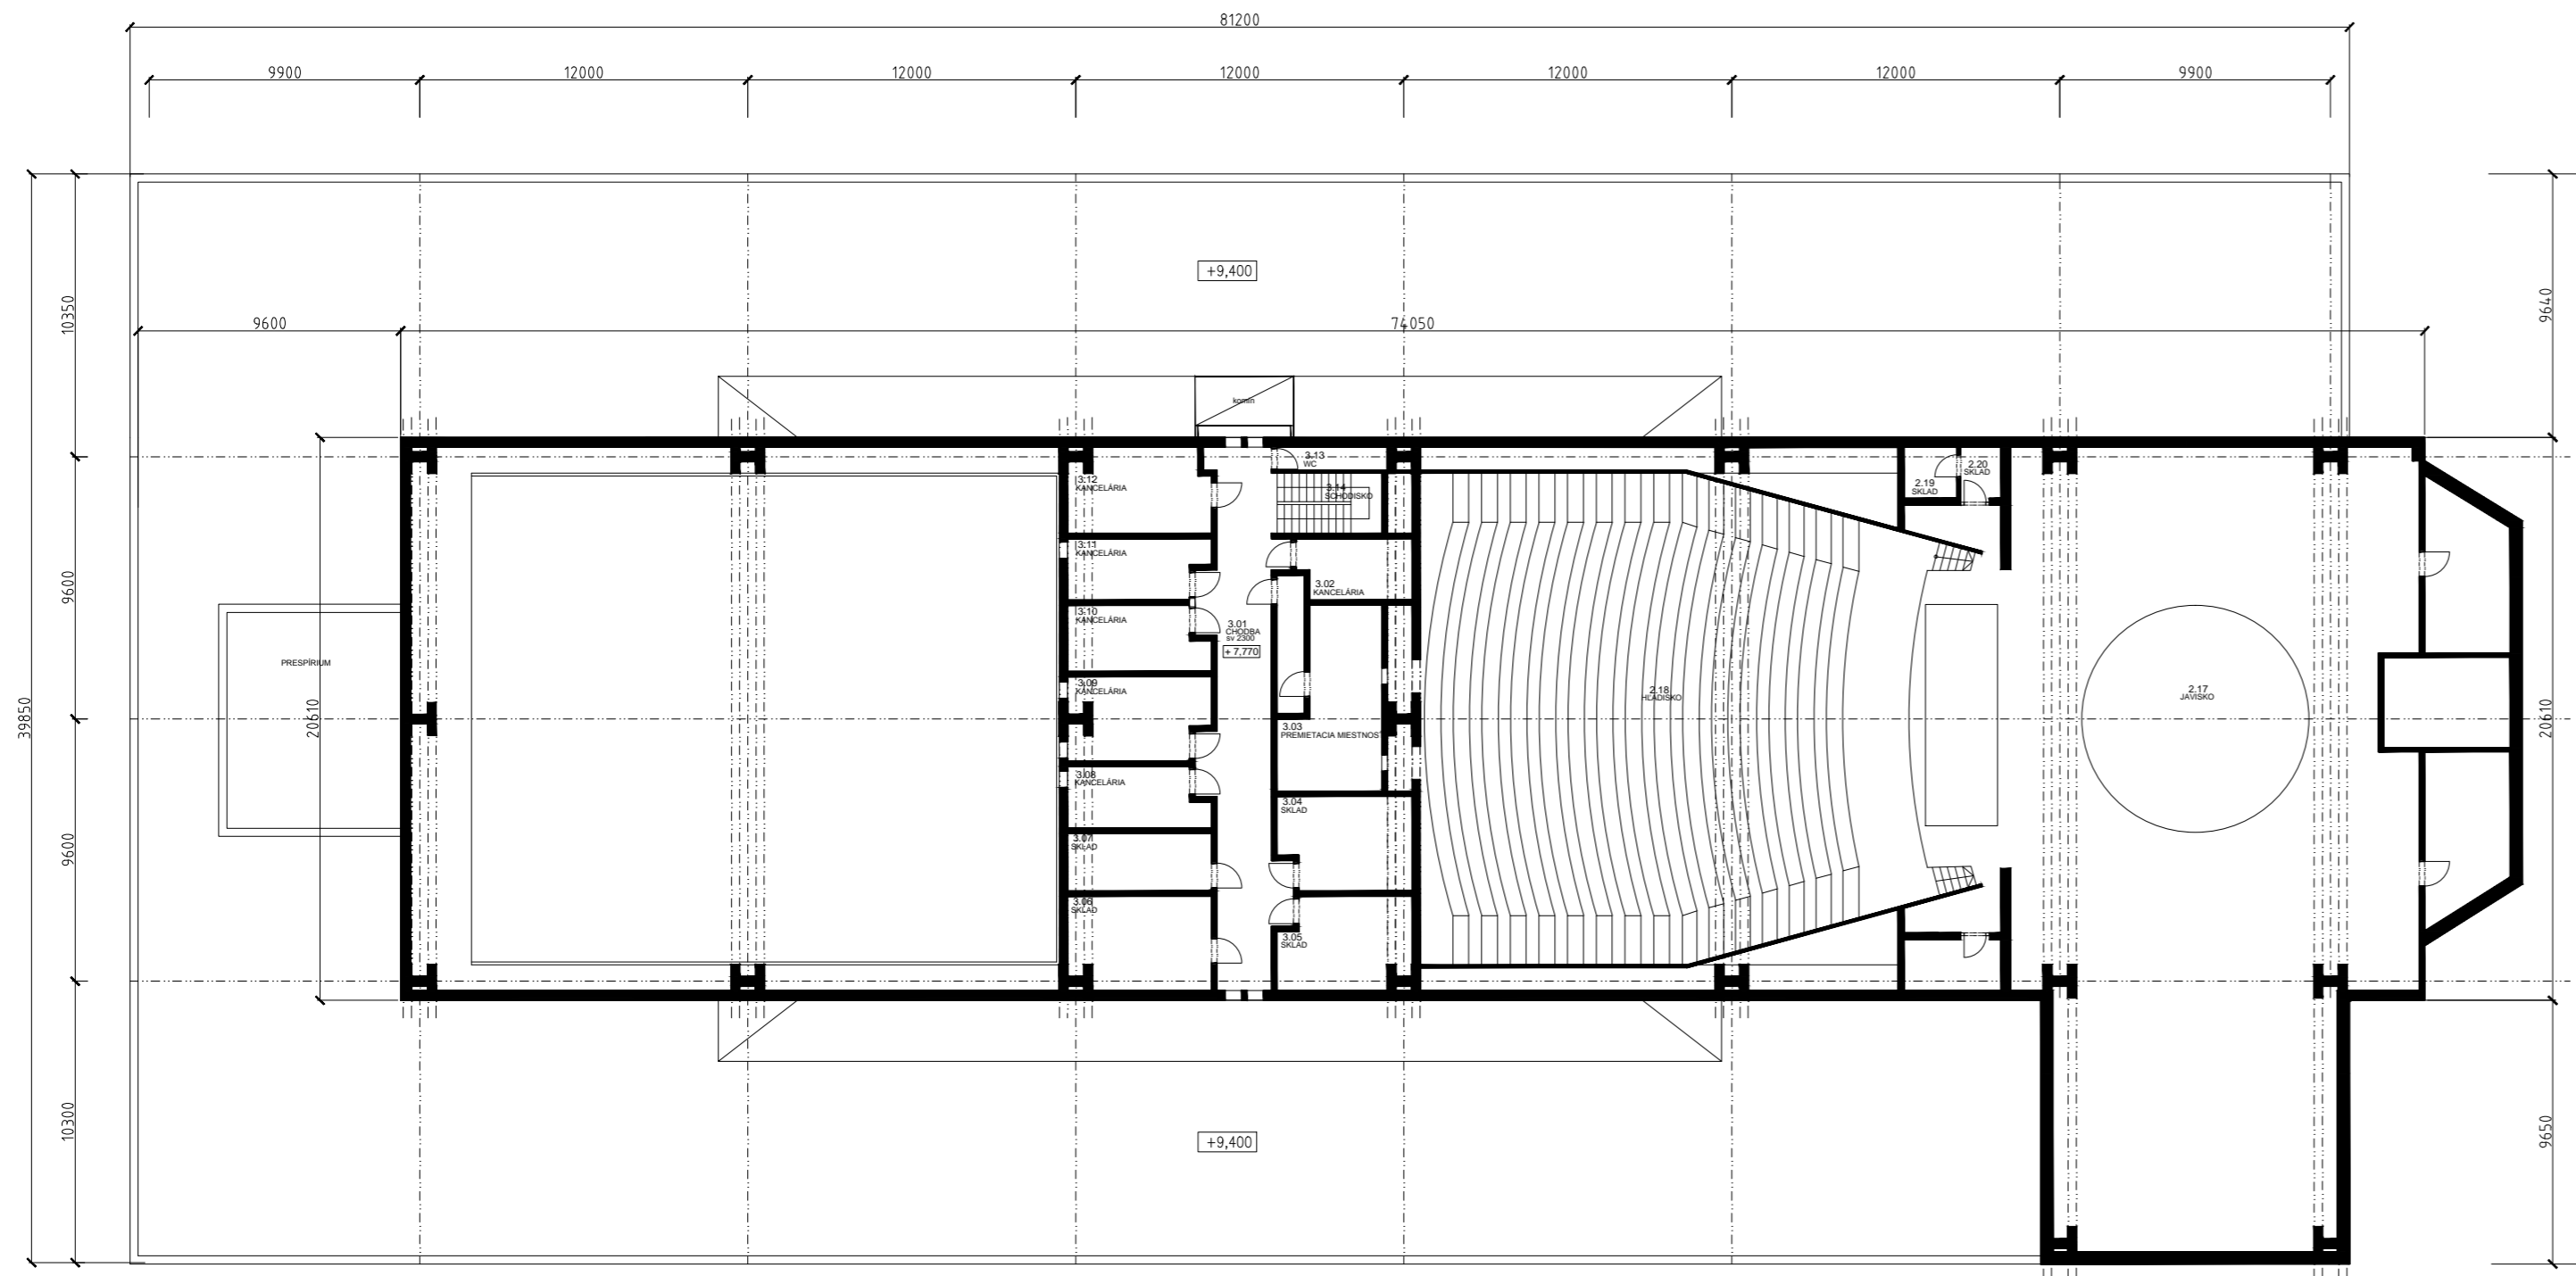 81200
9900
12000
12000
12000
12000
12000
9900
+9,400
10350
9640
9600
74050
komín
3.13
WC
3.12
KANCELÁRIA
3.14
SCHODISKO
2.20
SKLAD
2.19
SKLAD
3.11
KANCELÁRIA
3.02
KANCELÁRIA
9600
3.10
KANCELÁRIA
3.01
CHODBA
sv 2300
+ 7,770
PRESPÍRIUM
3.09
KANCELÁRIA
2.18
HĽADISKO
2.17
JAVISKO
39850
20610
20610
3.03
PREMIETACIA MIESTNOSŤ
3.08
KANCELÁRIA
3.04
SKLAD
9600
3.07
SKLAD
3.06
SKLAD
3.05
SKLAD
10300
+9,400
9650